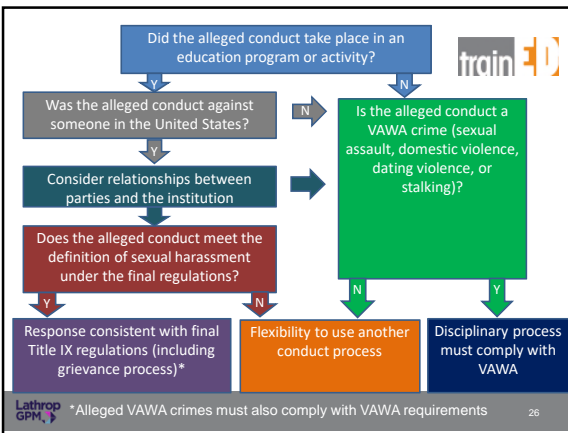 Did the alleged conduct take place in an
education program or activity?
train ED
Y
N
Was the alleged conduct against
someone in the United States?
N
Is the alleged conduct a
VAWA crime (sexual
assault, domestic violence,
dating violence, or
stalking)?
Y
Consider relationships between
parties and the institution
Does the alleged conduct meet the
definition of sexual harassment
under the final regulations?
Y
N
N
Y
Response consistent with final
Title IX regulations (including
grievance process)*
Flexibility to use another
conduct process
Disciplinary process
must comply with
VAWA
Lathrop
GPM
*Alleged VAWA crimes must also comply with VAWA requirements
26